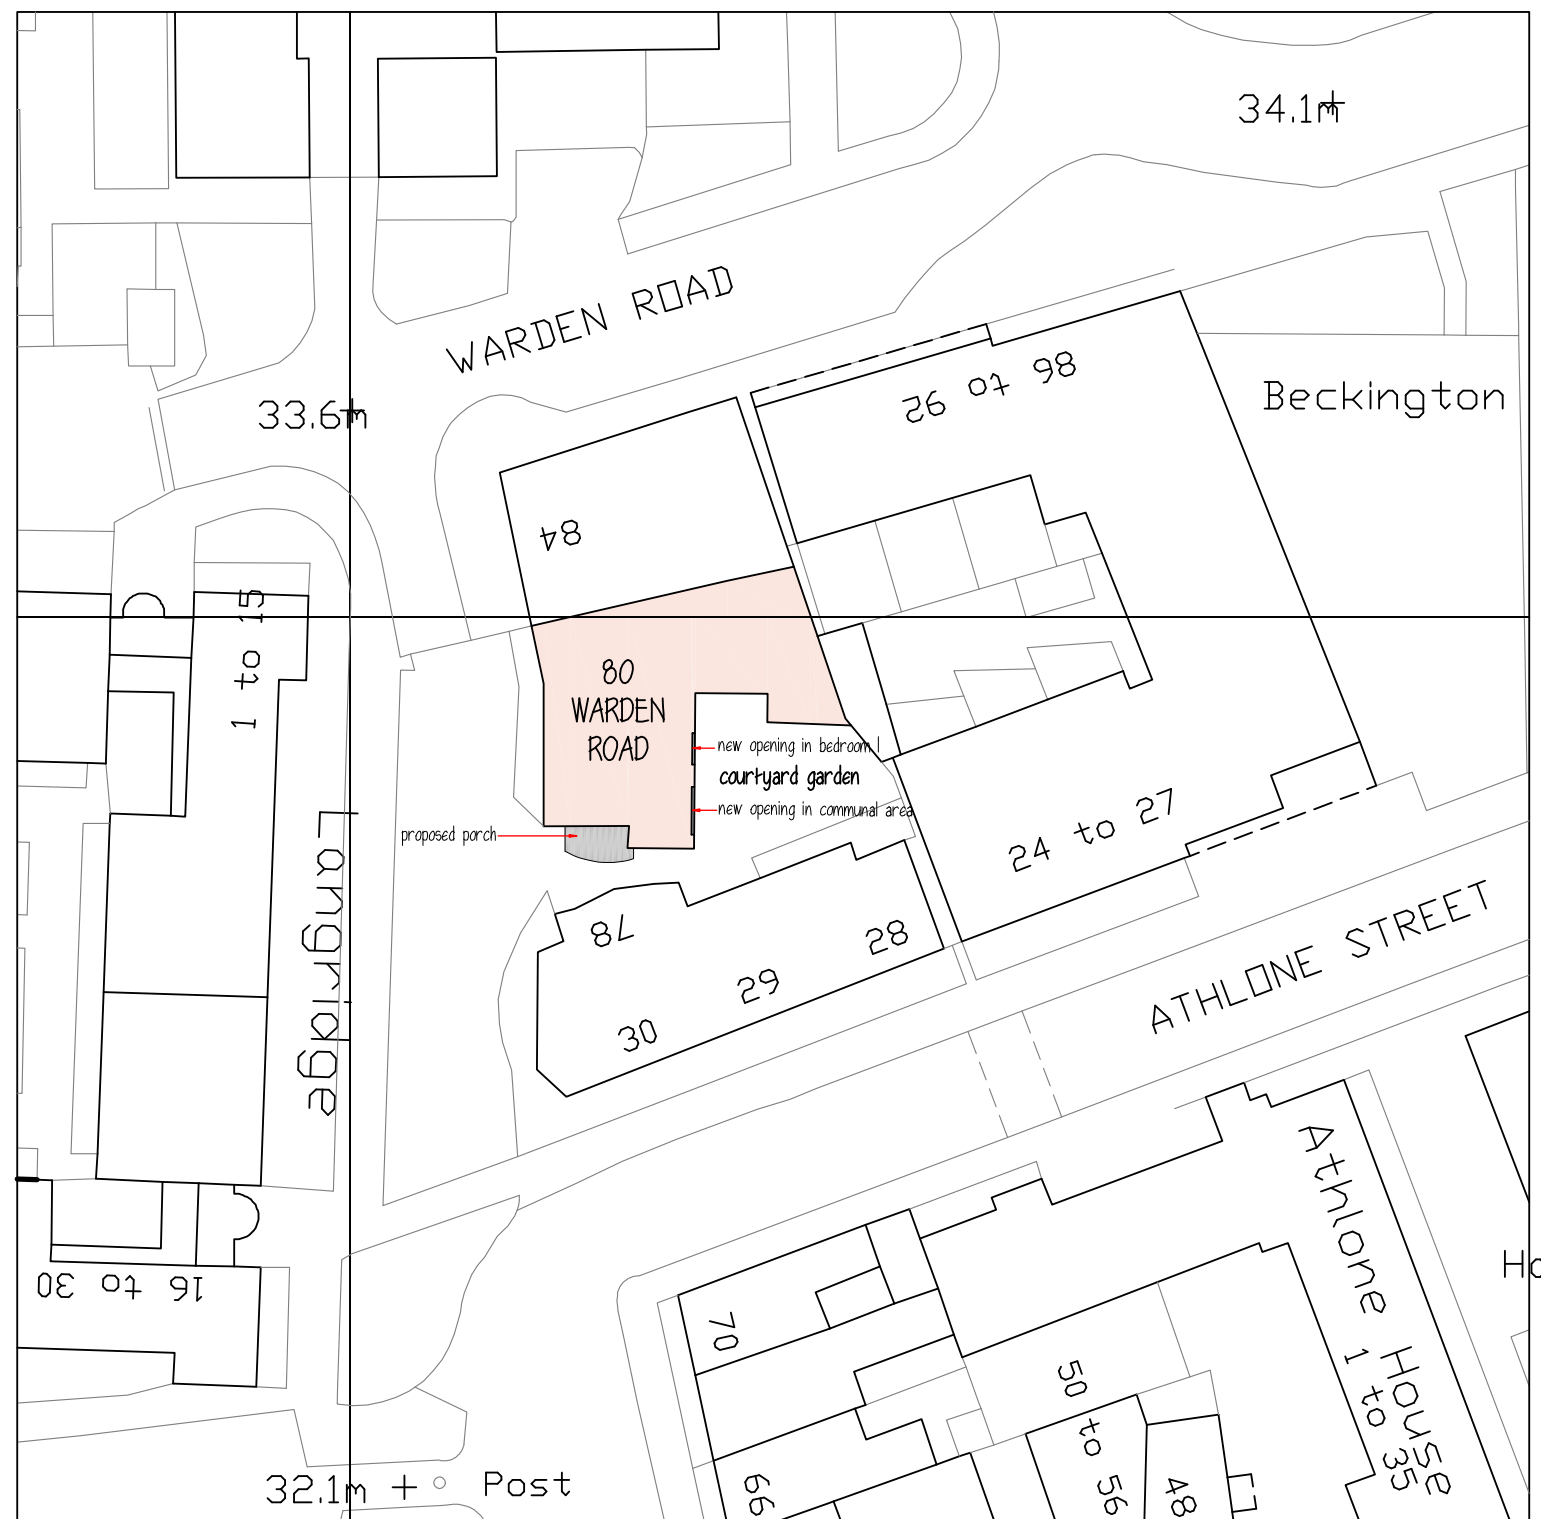 34.1m
WARDEN ROAD
86 to 92
Beckington
33.6m
84
1 to 15
80
WARDEN
ROAD
new opening in bedroom 1
courtyard garden
new opening in communal area
proposed porch
24 to 27
Langridge
78
28
29
30
ATHLONE STREET
Athlone House
1 to 35
16 to 30
70
50 to 56
66
48
32.1m
Post